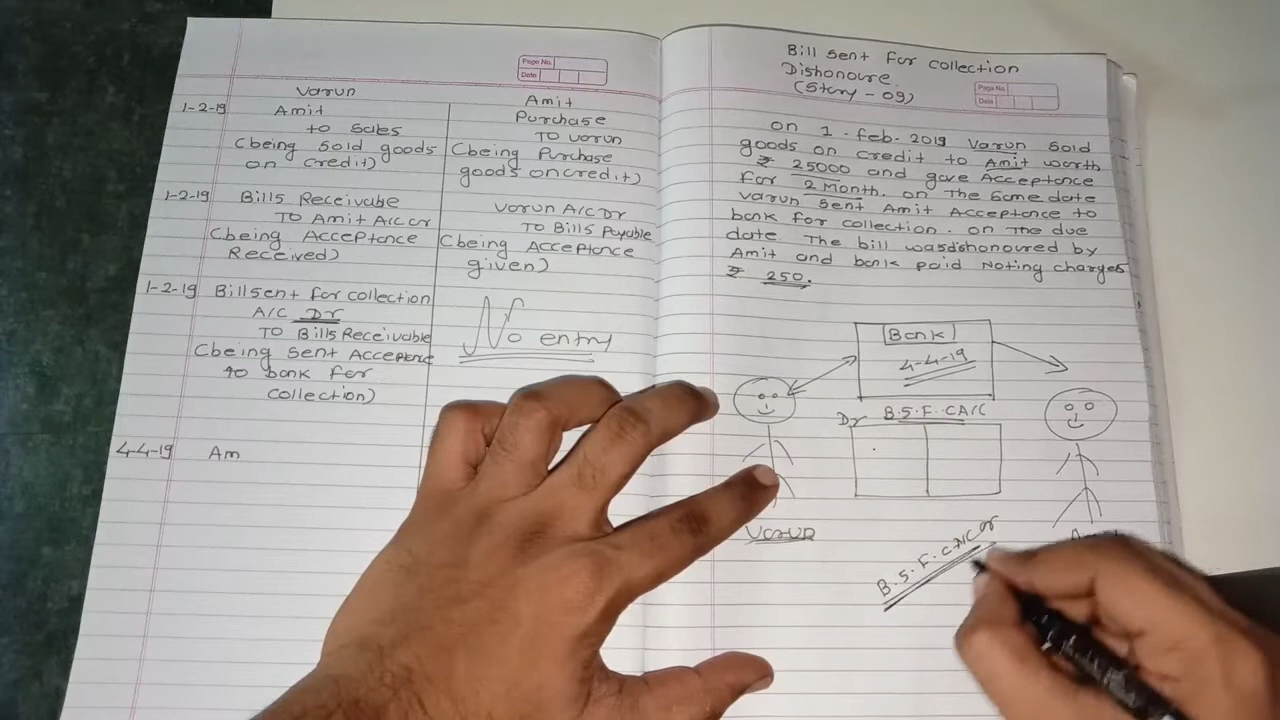 Page No.
Date
Varun
1-2-19 Amit
to Sales
(being sold goods
on credit)
Amit
Purchase
TO Varun
(being Purchase
goods on credit)
1-2-19 Bills Receivabe
TO Amit A/C cr
(being Acceptance
Received)
Varun A/C Dr
TO Bills Payable
(being Acceptance
given)
1-2-19 Bill sent for collection
A/C Dr
TO Bills Receivable
(being sent Acceptence
to bank for
collection)
No entry
4-4-19 Am
Bill sent for collection
Dishonoure
(Story - 09)
Page No.
Date
on 1 - feb - 2019 Varun sold
goods on credit to Amit worth
₹ 25000 and gave Acceptance
for 2 Month. on The same date
Varun sent Amit Acceptance to
bank for collection. on The due
date The bill was dishonoured by
Amit and bank paid Noting charges
₹ 250.
Bank
4-4-19
Dr B.S.F.C A/C
Varun
B.S.F.C A/C Dr